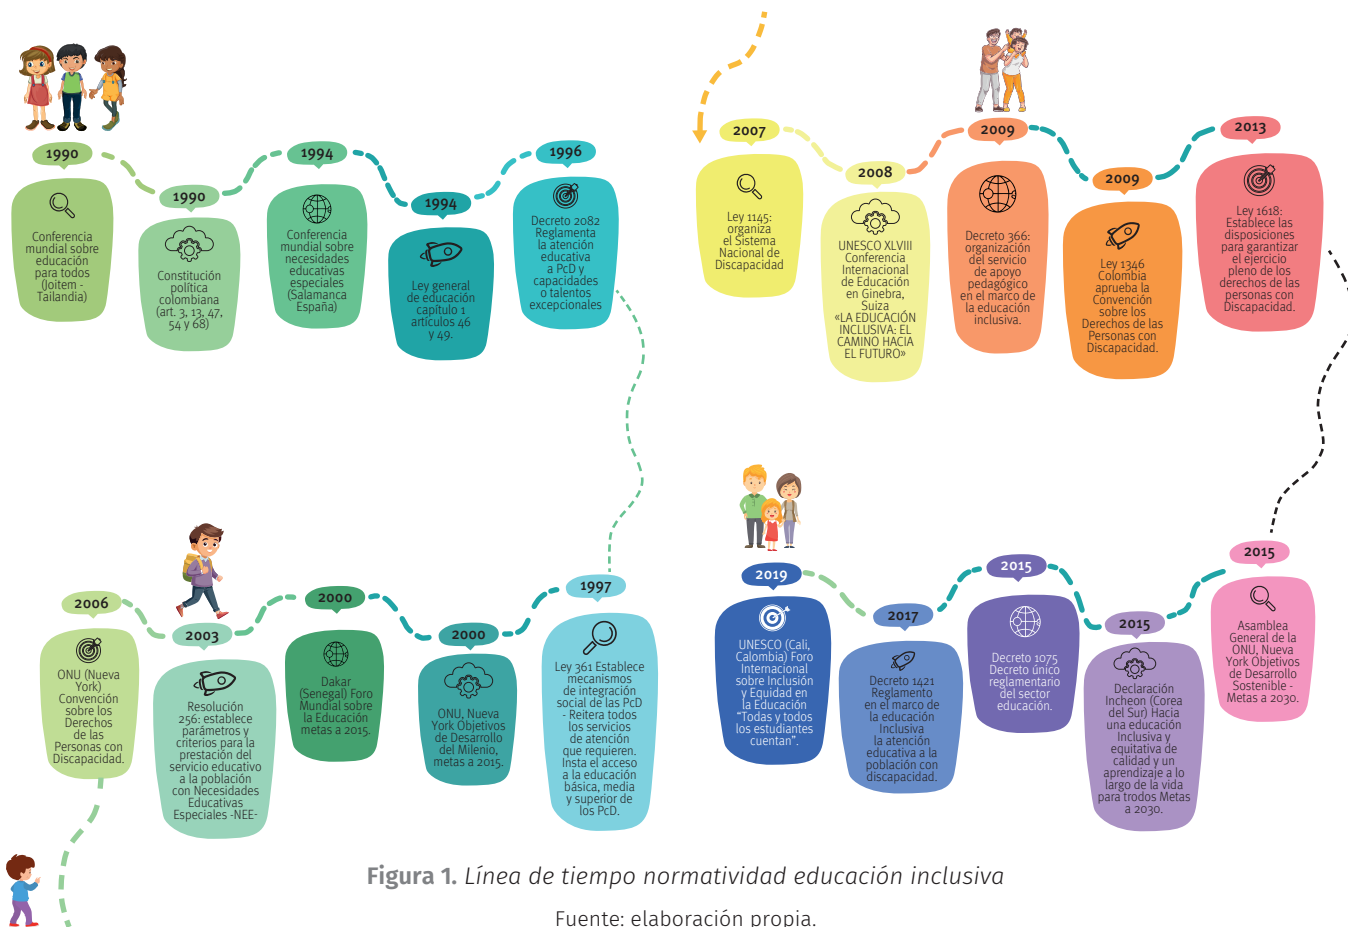 1990
Conferencia
mundial sobre
educación
para todos
(Joitem -
Tailandia)
1990
Constitución
política
colombiana
(art. 3, 13, 47,
54 y 68)
1994
Conferencia
mundial sobre
necesidades
educativas
especiales
(Salamanca
España)
1994
Ley general
de educación
capítulo 1
artículos 46
y 49.
1996
Decreto 2082
Reglamenta
la atención
educativa
a PcD y
capacidades
o talentos
excepcionales
1997
Ley 361 Establece
mecanismos
de integración
social de las PcD
- Reitera todos
los servicios
de atención
que requieren.
Insta el acceso
a la educación
básica, media
y superior de
los PcD.
2000
ONU, Nueva
York Objetivos
de Desarrollo
del Milenio,
metas a 2015.
2000
Dakar
(Senegal) Foro
Mundial sobre
la Educación
metas a 2015.
2003
Resolución
256: establece
parámetros y
criterios para la
prestación del
servicio educativo
a la población
con Necesidades
Educativas
Especiales -NEE-
2006
ONU (Nueva
York)
Convención
sobre los
Derechos
de las
Personas con
Discapacidad.
2007
Ley 1145:
organiza
el Sistema
Nacional de
Discapacidad
2008
UNESCO XLVIII
Conferencia
Internacional
de Educación
en Ginebra,
Suiza
«LA EDUCACIÓN
INCLUSIVA: EL
CAMINO HACIA
EL FUTURO»
2009
Decreto 366:
organización
del servicio
de apoyo
pedagógico
en el marco de
la educación
inclusiva.
2009
Ley 1346
Colombia
aprueba la
Convención
sobre los
Derechos de las
Personas con
Discapacidad.
2013
Ley 1618:
Establece las
disposiciones
para garantizar
el ejercicio
pleno de los
derechos de las
personas con
Discapacidad.
2015
Asamblea
General de la
ONU, Nueva
York Objetivos
de Desarrollo
Sostenible -
Metas a 2030.
2015
Declaración
Incheon (Corea
del Sur) Hacia
una educación
Inclusiva y
equitativa de
calidad y un
aprendizaje a lo
largo de la vida
para trodos Metas
a 2030.
2015
Decreto 1075
Decreto único
reglamentario
del sector
educación.
2017
Decreto 1421
Reglamento
en el marco de
la educación
Inclusiva
la atención
educativa a la
población con
discapacidad.
2019
UNESCO (Cali,
Calombia) Foro
Internacional
sobre Inclusión
y Equidad en
la Educación
“Todas y todos
los estudiantes
cuentan”.
Figura 1. Línea de tiempo normatividad educación inclusiva
Fuente: elaboración propia.